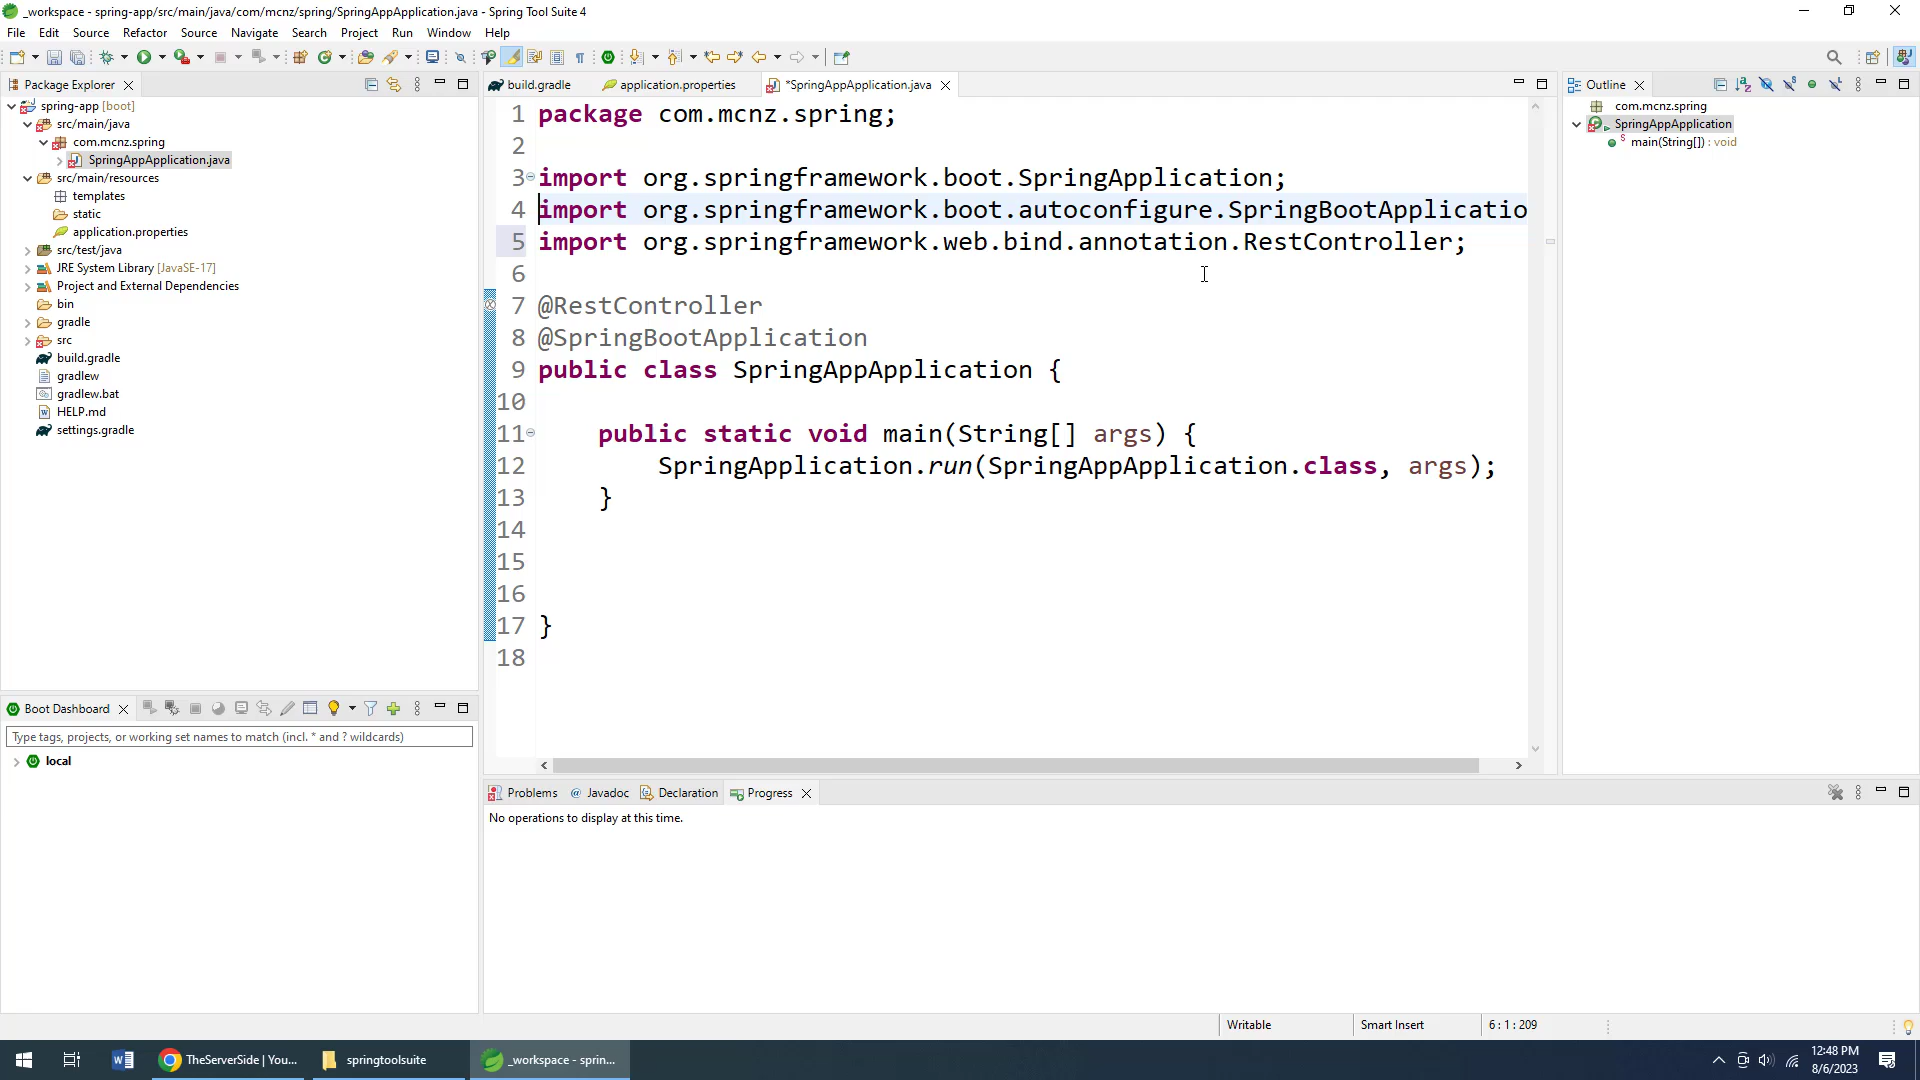 _workspace - spring-app/src/main/java/com/mcnz/spring/SpringAppApplication.java - Spring Tool Suite 4
File Edit Source Refactor Source Navigate Search Project Run Window Help
Package Explorer
spring-app [boot]
src/main/java
com.mcnz.spring
SpringAppApplication.java
src/main/resources
templates
static
application.properties
src/test/java
JRE System Library [JavaSE-17]
Project and External Dependencies
bin
gradle
src
build.gradle
gradlew
gradlew.bat
HELP.md
settings.gradle
Boot Dashboard
Type tags, projects, or working set names to match (incl. * and ? wildcards)
local
build.gradle application.properties *SpringAppApplication.java
1 package com.mcnz.spring;
2
3 import org.springframework.boot.SpringApplication;
4 import org.springframework.boot.autoconfigure.SpringBootApplicatio
5 import org.springframework.web.bind.annotation.RestController;
6
7 @RestController
8 @SpringBootApplication
9 public class SpringAppApplication {
10
11 public static void main(String[] args) {
12 SpringApplication.run(SpringAppApplication.class, args);
13 }
14
15
16
17 }
18
Problems Javadoc Declaration Progress
No operations to display at this time.
Outline
com.mcnz.spring
SpringAppApplication
main(String[]) : void
Writable Smart Insert 6 : 1 : 209
TheServerSide | You... springtoolsuite _workspace - sprin...
12:48 PM
8/6/2023